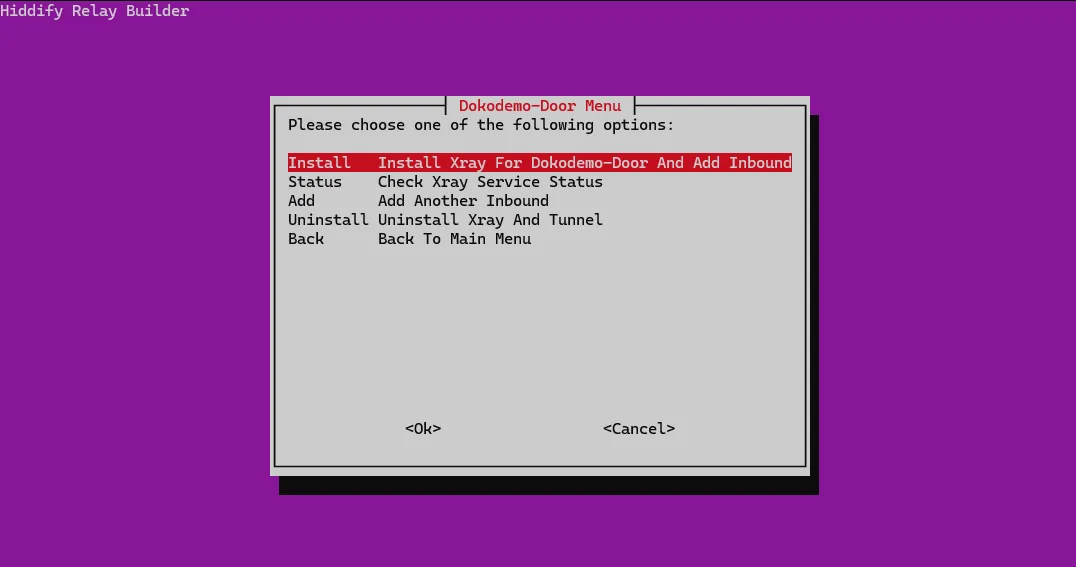 Hiddify Relay Builder
Dokodemo-Door Menu
Please choose one of the following options:
Install Install Xray For Dokodemo-Door And Add Inbound
Status Check Xray Service Status
Add Add Another Inbound
Uninstall Uninstall Xray And Tunnel
Back Back To Main Menu
<Ok> <Cancel>